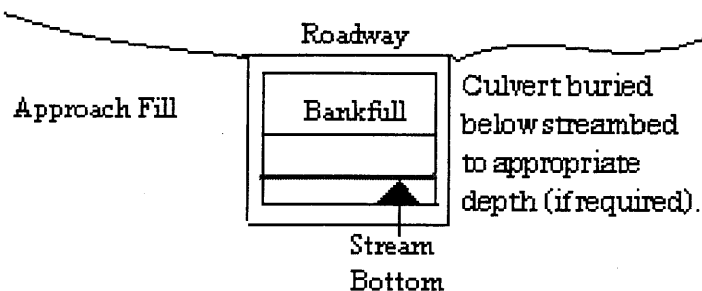 Roadway
Approach Fill
Bankfull
Culvert buried
below streambed
to appropriate
depth (if required).
Stream
Bottom